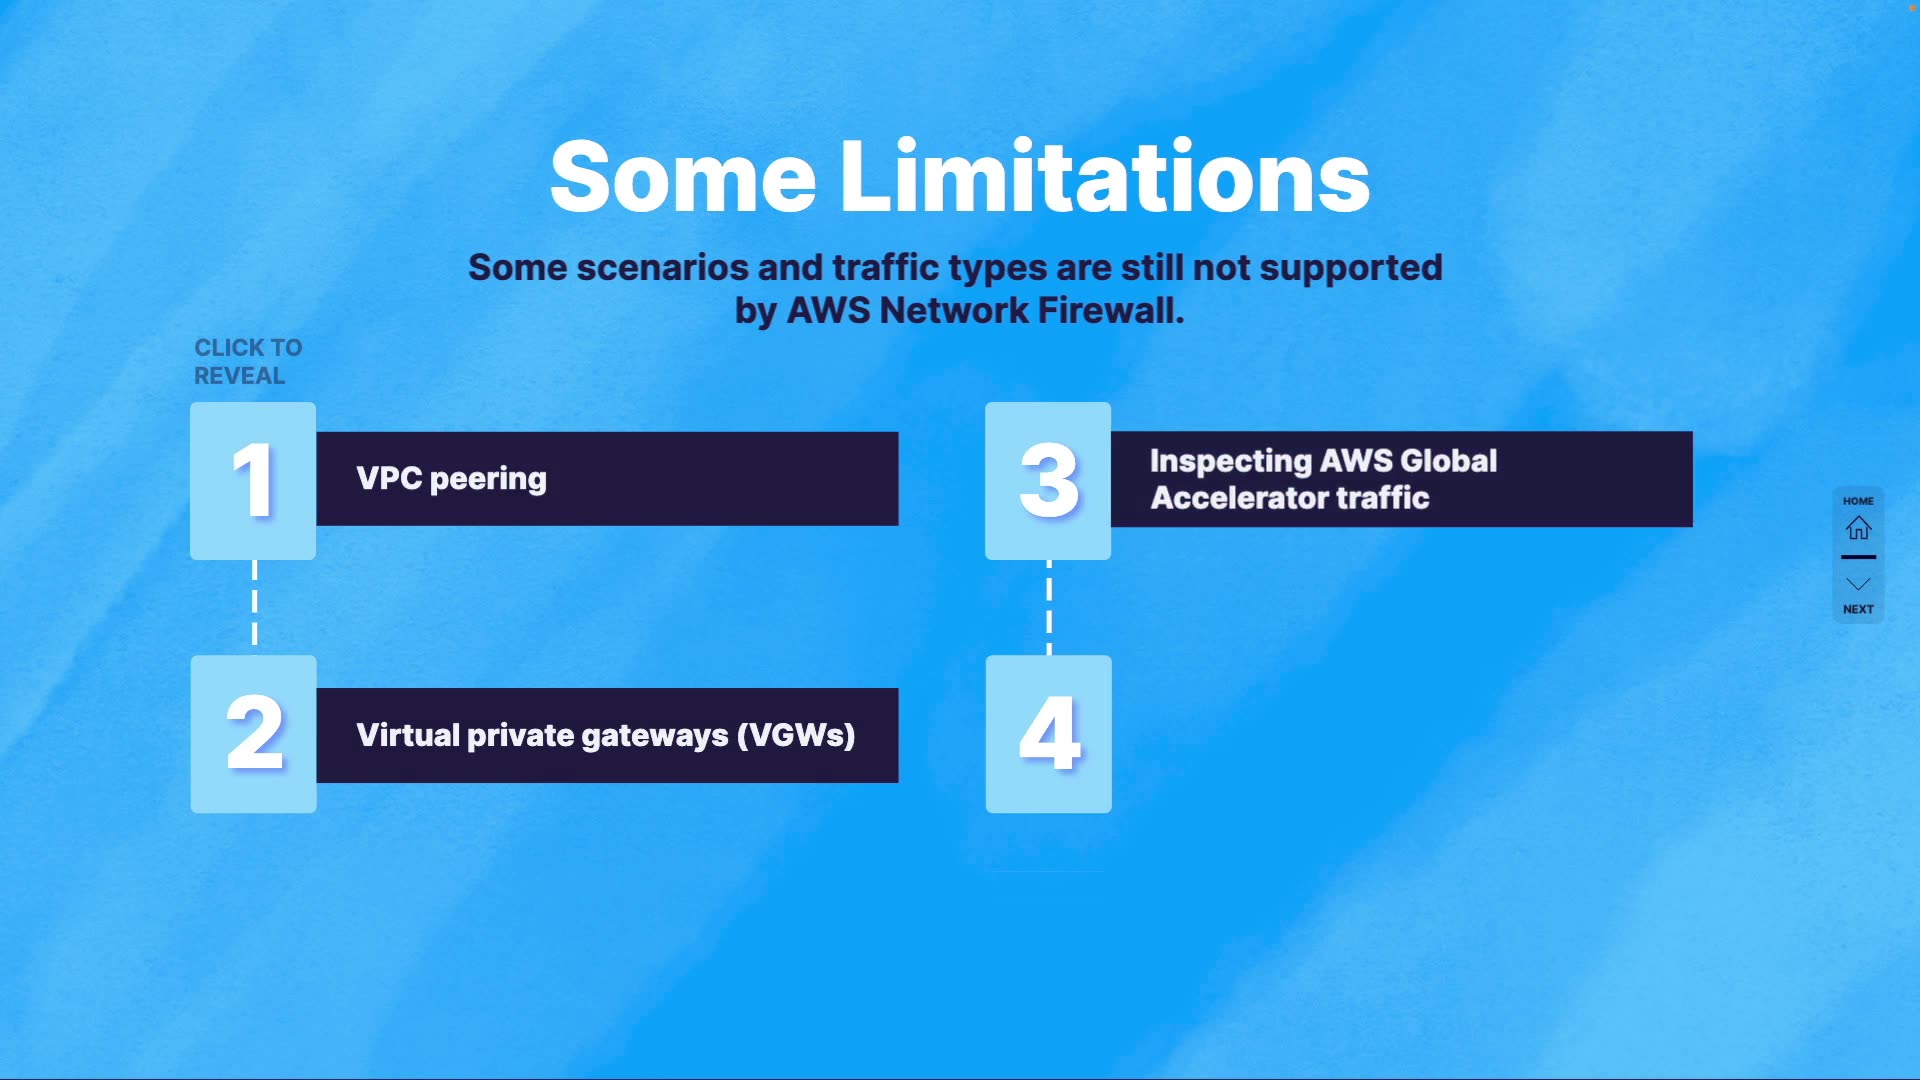 Some Limitations
Some scenarios and traffic types are still not supported
by AWS Network Firewall.
CLICK TO
REVEAL
1
VPC peering
2
Virtual private gateways (VGWs)
3
Inspecting AWS Global
Accelerator traffic
4
HOME
NEXT